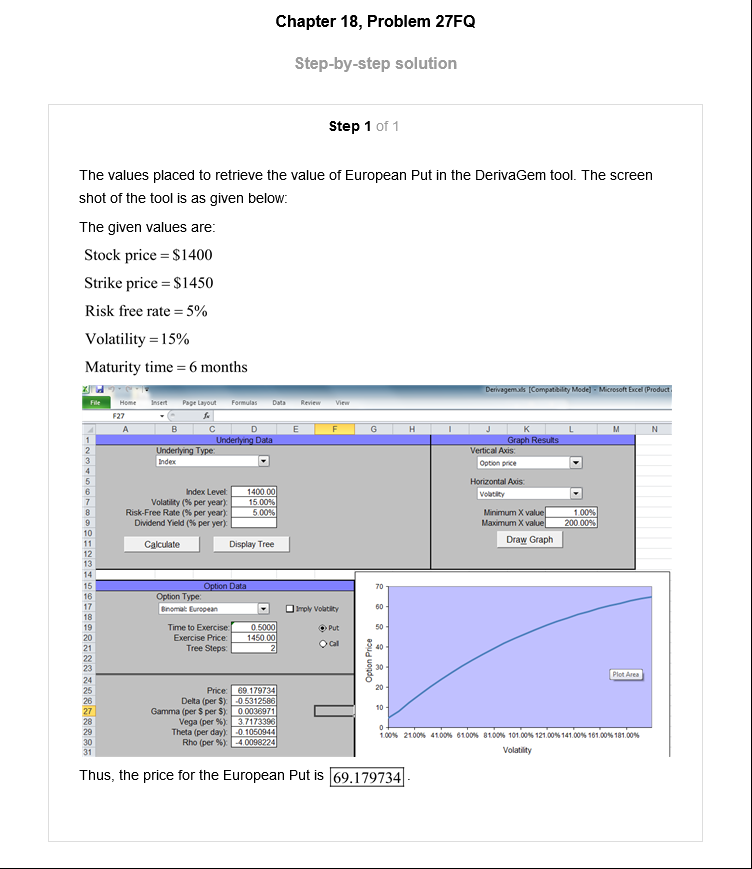 Chapter 18, Problem 27FQ
Step-by-step solution
Step 1 of 1
The values placed to retrieve the value of European Put in the DerivaGem tool. The screen
shot of the tool is as given below:
The given values are:
Stock price = $1400
Strike price = $1450
Risk free rate = 5%
Volatility = 15%
Maturity time = 6 months
Derivagem.xls [Compatibility Mode] - Microsoft Excel (Product
File Home Insert Page Layout Formulas Data Review View
F27 fx
A B C D E F G H I J K L M N
1 Underlying Data Graph Results
2 Underlying Type: Vertical Axis:
3 Index Option price
4
5 Horizontal Axis:
6 Index Level: 1400.00 Volatility
7 Volatility (% per year): 15.00%
8 Risk-Free Rate (% per year): 5.00% Minimum X value 1.00%
9 Dividend Yield (% per yer): Maximum X value 200.00%
10
11 Calculate Display Tree Draw Graph
12
13
14
15 Option Data
16 Option Type:
17 Binomial: European Imply Volatility
18
19 Time to Exercise: 0.5000 Put
20 Exercise Price: 1450.00
21 Tree Steps: 2 Call
22
23
24
25 Price: 69.179734
26 Delta (per $): -0.5312586
27 Gamma (per $ per $): 0.0036971
28 Vega (per %): 3.7173396
29 Theta (per day): -0.1050944
30 Rho (per %): -4.0098224
31
70
60
50
40
30
20
10
0
Option Price
Plot Area
1.00% 21.00% 41.00% 61.00% 81.00% 101.00% 121.00% 141.00% 161.00% 181.00%
Volatility
Thus, the price for the European Put is 69.179734 .